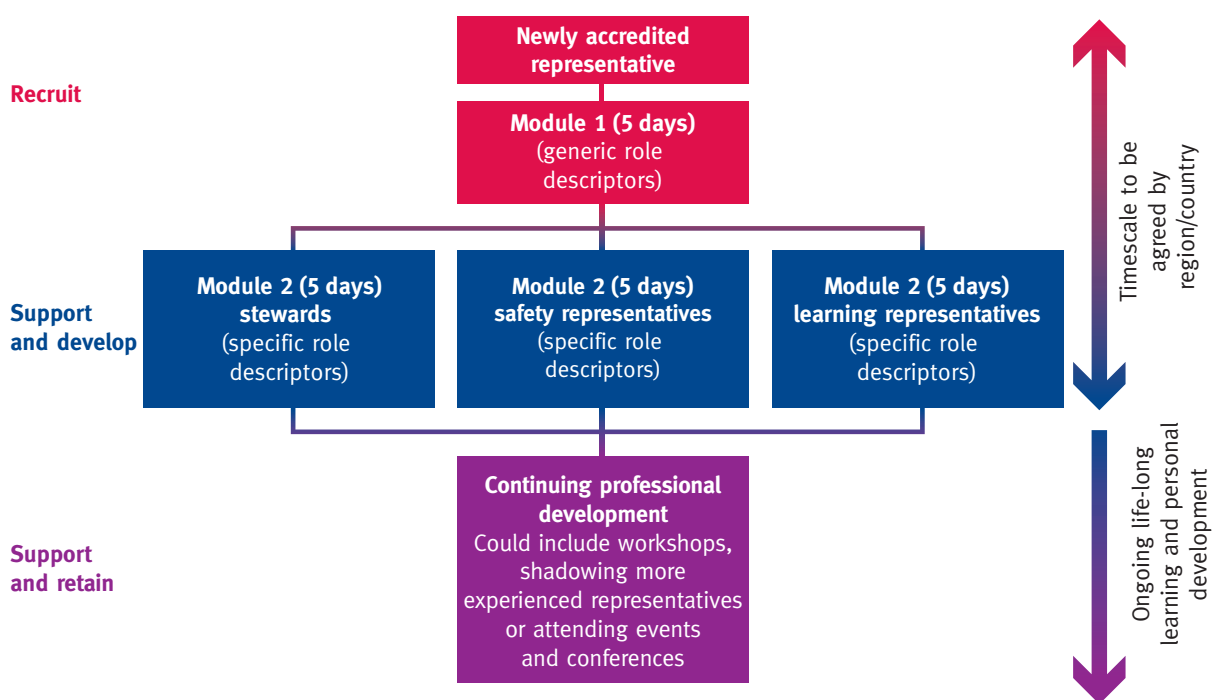 Newly accredited
representative
Recruit
Module 1 (5 days)
(generic role
descriptors)
Timescale to be
agreed by
region/country
Support
and develop
Module 2 (5 days)
stewards
(specific role
descriptors)
Module 2 (5 days)
safety representatives
(specific role
descriptors)
Module 2 (5 days)
learning representatives
(specific role
descriptors)
Support
and retain
Continuing professional
development
Could include workshops,
shadowing more
experienced representatives
or attending events
and conferences
Ongoing life-long
learning and personal
development